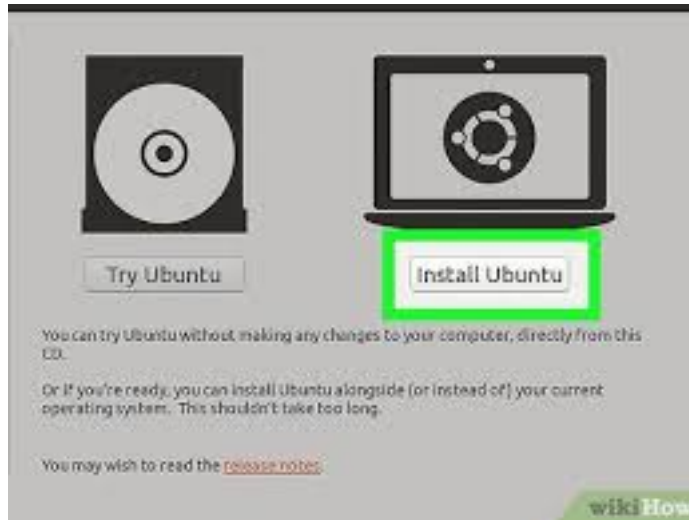 Try Ubuntu
Install Ubuntu
You can try Ubuntu without making any changes to your computer, directly from this
CD.
Or if you're ready, you can install Ubuntu alongside (or instead of) your current
operating system. This shouldn't take too long.
You may wish to read the release notes.
wikiHow